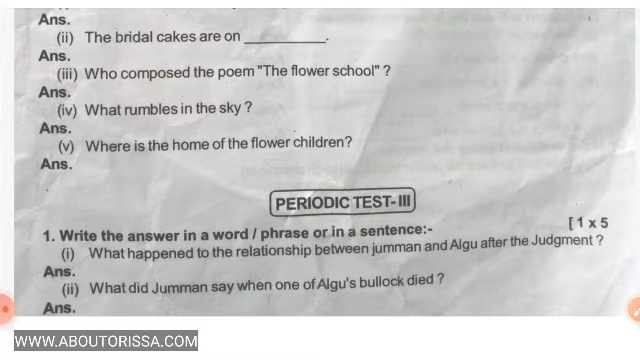 Ans.
(ii) The bridal cakes are on __________.
Ans.
(iii) Who composed the poem "The flower school" ?
Ans.
(iv) What rumbles in the sky ?
Ans.
(v) Where is the home of the flower children?
Ans.
PERIODIC TEST- III
[ 1 x 5
1. Write the answer in a word / phrase or in a sentence:-
(i) What happened to the relationship between jumman and Algu after the Judgment ?
Ans.
(ii) What did Jumman say when one of Algu's bullock died ?
Ans.
WWW.ABOUTORISSA.COM